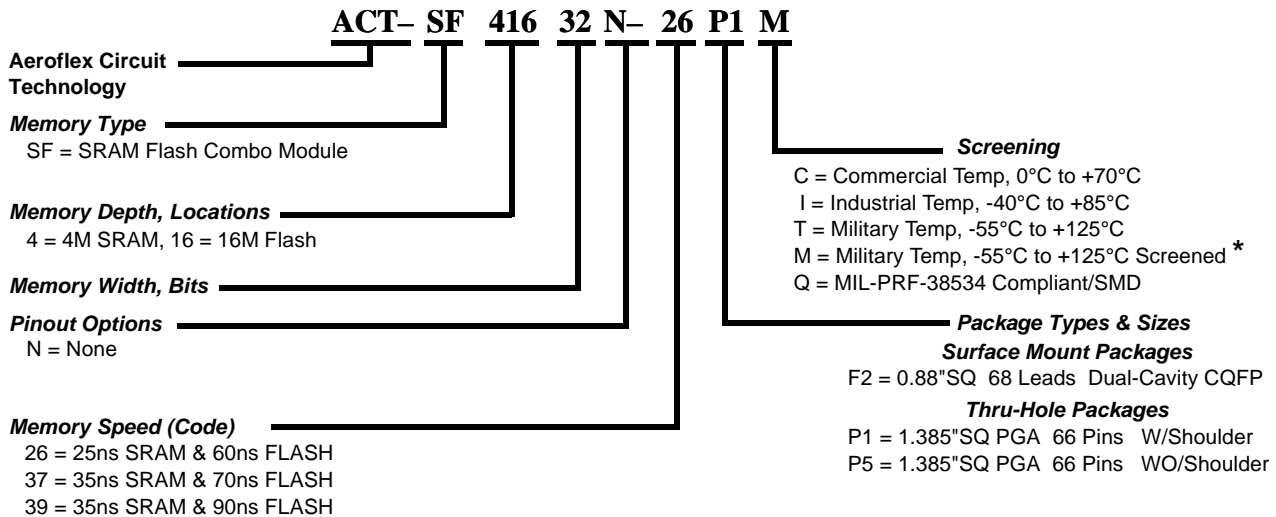 ACT– SF 416 32 N– 26 P1 M
Aeroflex Circuit
Technology
Memory Type
SF = SRAM Flash Combo Module
Memory Depth, Locations
4 = 4M SRAM, 16 = 16M Flash
Memory Width, Bits
Pinout Options
N = None
Memory Speed (Code)
26 = 25ns SRAM & 60ns FLASH
37 = 35ns SRAM & 70ns FLASH
39 = 35ns SRAM & 90ns FLASH
Screening
C = Commercial Temp, 0°C to +70°C
I = Industrial Temp, -40°C to +85°C
T = Military Temp, -55°C to +125°C
M = Military Temp, -55°C to +125°C Screened *
Q = MIL-PRF-38534 Compliant/SMD
Package Types & Sizes
Surface Mount Packages
F2 = 0.88"SQ 68 Leads Dual-Cavity CQFP
Thru-Hole Packages
P1 = 1.385"SQ PGA 66 Pins W/Shoulder
P5 = 1.385"SQ PGA 66 Pins WO/Shoulder